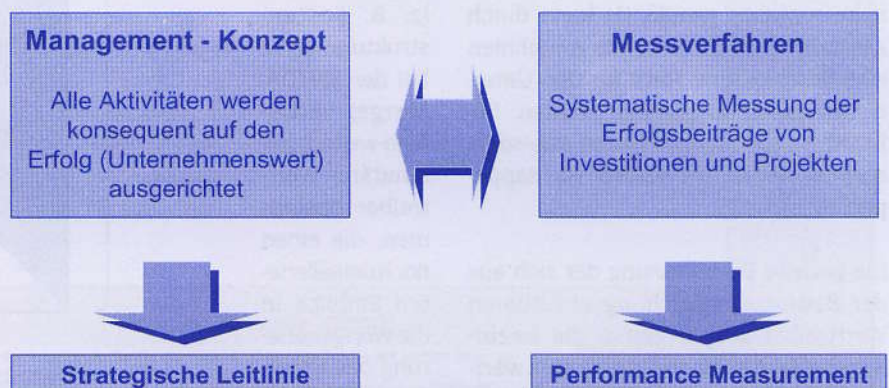 Management - Konzept
Alle Aktivitäten werden
konsequent auf den
Erfolg (Unternehmenswert)
ausgerichtet
Messverfahren
Systematische Messung der
Erfolgsbeiträge von
Investitionen und Projekten
Strategische Leitlinie
Performance Measurement